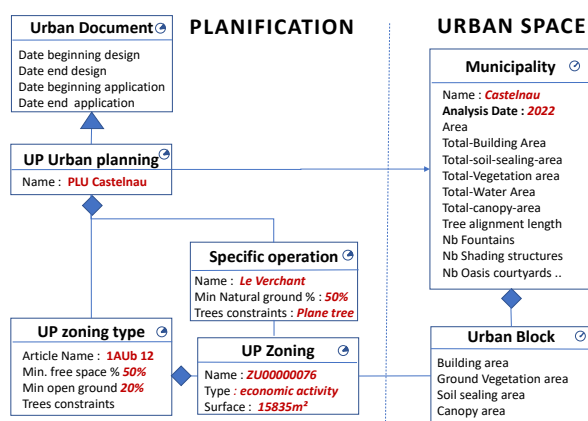 PLANIFICATION
URBAN SPACE
Urban Document
Date beginning design
Date end design
Date beginning application
Date end  application
UP Urban planning
Name :  PLU Castelnau
Specific operation
Name :  Le Verchant
Min Natural ground % : 50%
Trees constraints : Plane tree
UP zoning type
Article Name :  1AUb 12
Min. free space % 50%
Min open ground 20%
Trees constraints
UP Zoning
Name : ZU00000076
Type : economic activity
Surface :  15835m²
Municipality
Name : Castelnau
Analysis Date : 2022
Area
Total-Building Area
Total-soil-sealing-area
Total-Vegetation area
Total-Water Area
Total-canopy-area
Tree alignment length
Nb Fountains
Nb Shading structures
Nb Oasis courtyards ..
Urban Block
Building area
Ground Vegetation area
Soil sealing area
Canopy area